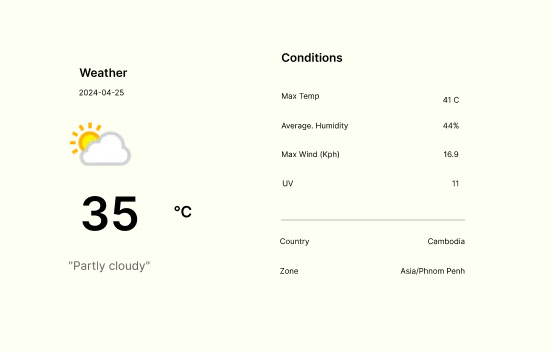 Weather
2024-04-25
35 °C
"Partly cloudy"
Conditions
Max Temp 41 C
Average. Humidity 44%
Max Wind (Kph) 16.9
UV 11
Country Cambodia
Zone Asia/Phnom Penh